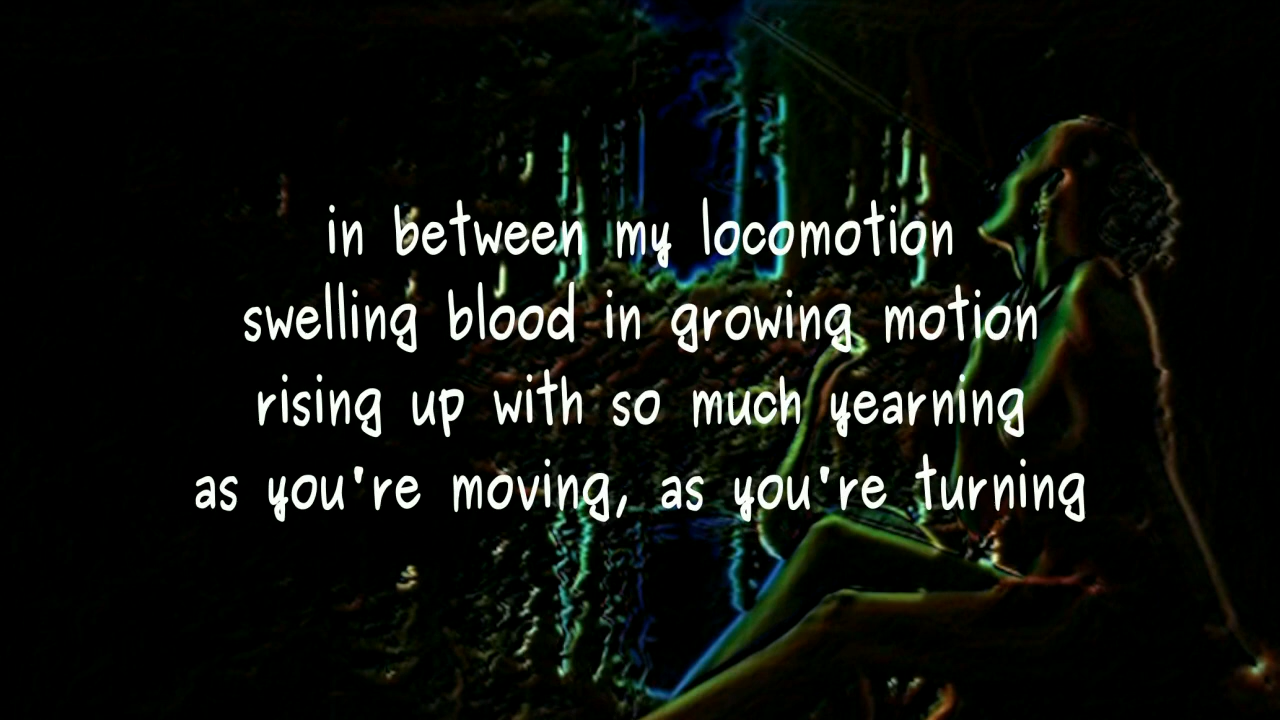 in between my locomotion
swelling blood in growing motion
rising up with so much yearning
as you're moving, as you're turning